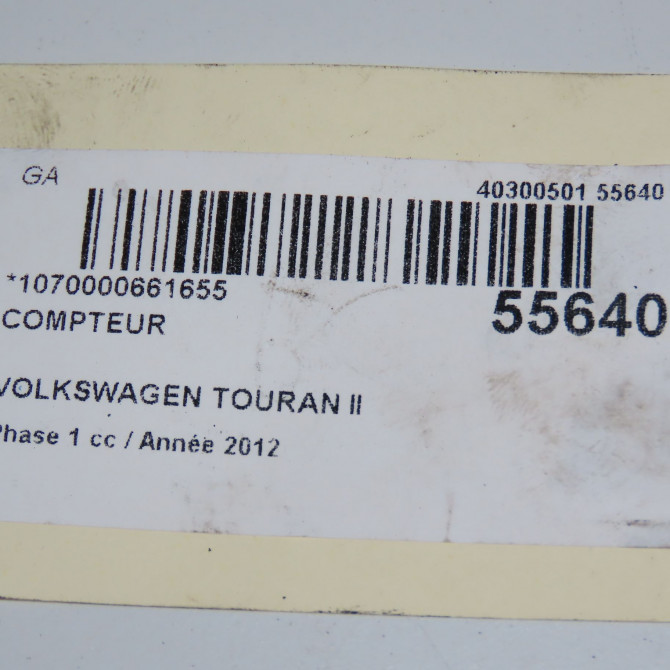 GA
40300501 55640
*1070000661655
55640
COMPTEUR
VOLKSWAGEN TOURAN II
Phase 1 cc / Année 2012